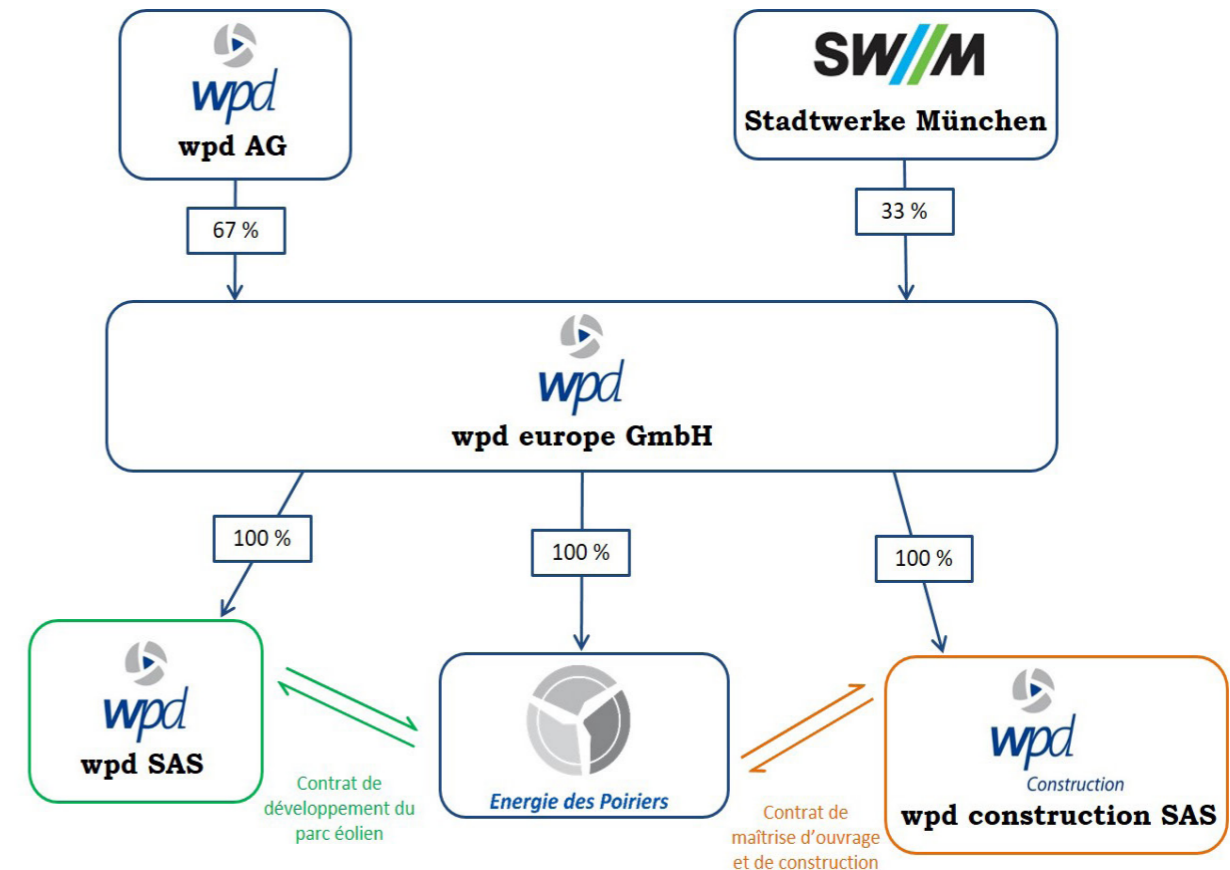 wpd
wpd AG
SW//M
Stadtwerke München
67 %
33 %
wpd
wpd europe GmbH
100 %
100 %
100 %
wpd
wpd SAS
Contrat de
développement du
parc éolien
Energie des Poiriers
Contrat de
maîtrise d'ouvrage
et de construction
wpd
Construction
wpd construction SAS